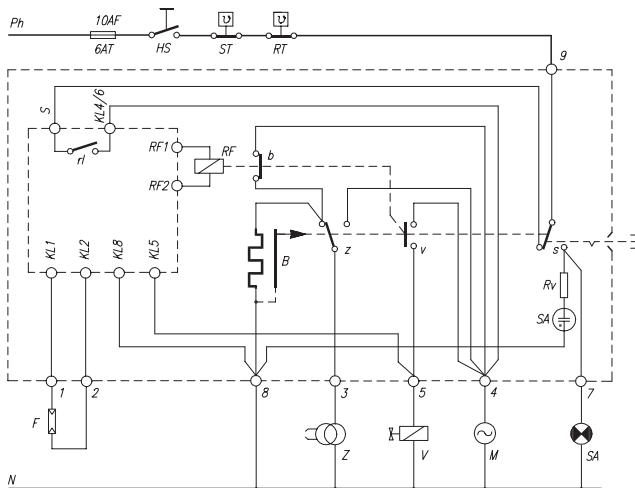 Ph
10AF
6AT
HS
υ
ST
υ
RT
9
S
KL4/6
rl
RF1
RF
b
RF2
KL1
KL2
KL8
KL5
B
z
v
s
Rv
SA
1
2
8
3
5
4
7
F
Z
V
M
SA
N